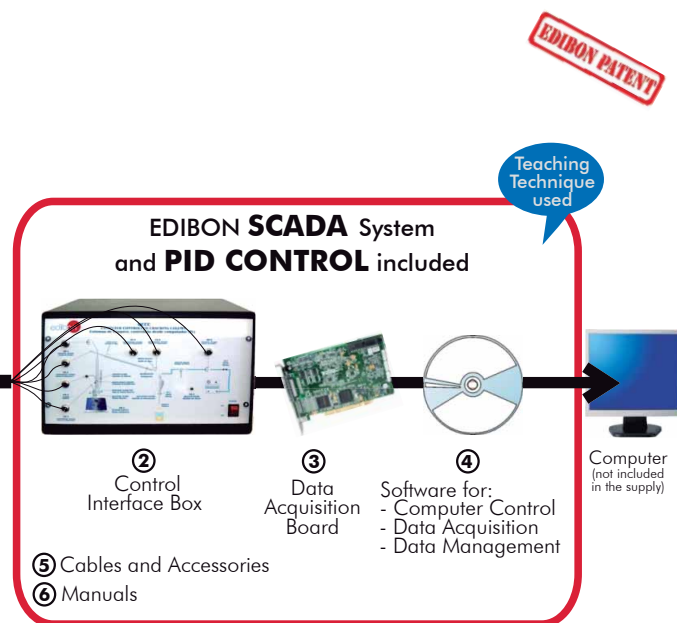 EDIBON PATENT
Teaching
Technique
used
EDIBON SCADA System
and PID CONTROL included
2
Control
Interface Box
3
Data
Acquisition
Board
4
Software for:
- Computer Control
- Data Acquisition
- Data Management
Computer
(not included
in the supply)
5 Cables and Accessories
6 Manuals